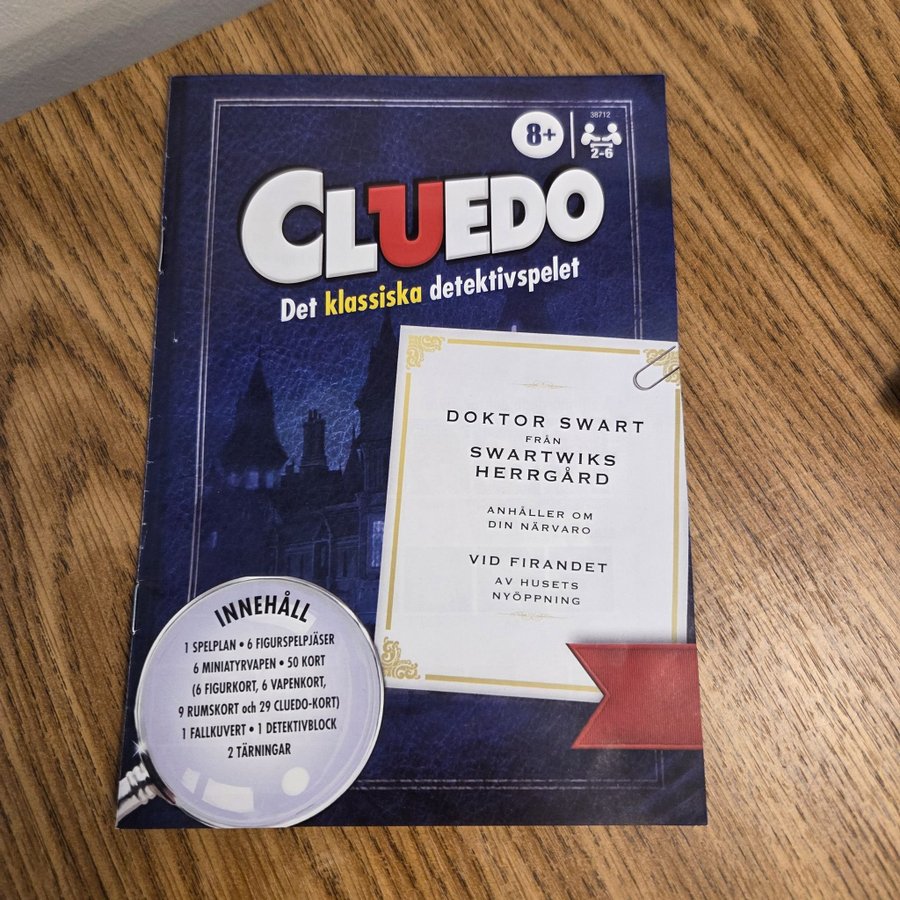 8+
38712
2-6
CLUEDO
Det klassiska detektivspelet
DOKTOR SWART
FRÅN
SWARTWIKS
HERRGÅRD
ANHÅLLER OM
DIN NÄRVARO
VID FIRANDET
AV HUSETS
NYÖPPNING
INNEHÅLL
1 SPELPLAN • 6 FIGURSPELPJÄSER
6 MINIATYRVAPEN • 50 KORT
(6 FIGURKORT, 6 VAPENKORT,
9 RUMSKORT och 29 CLUEDO-KORT)
1 FALLKUVERT • 1 DETEKTIVBLOCK
2 TÄRNINGAR